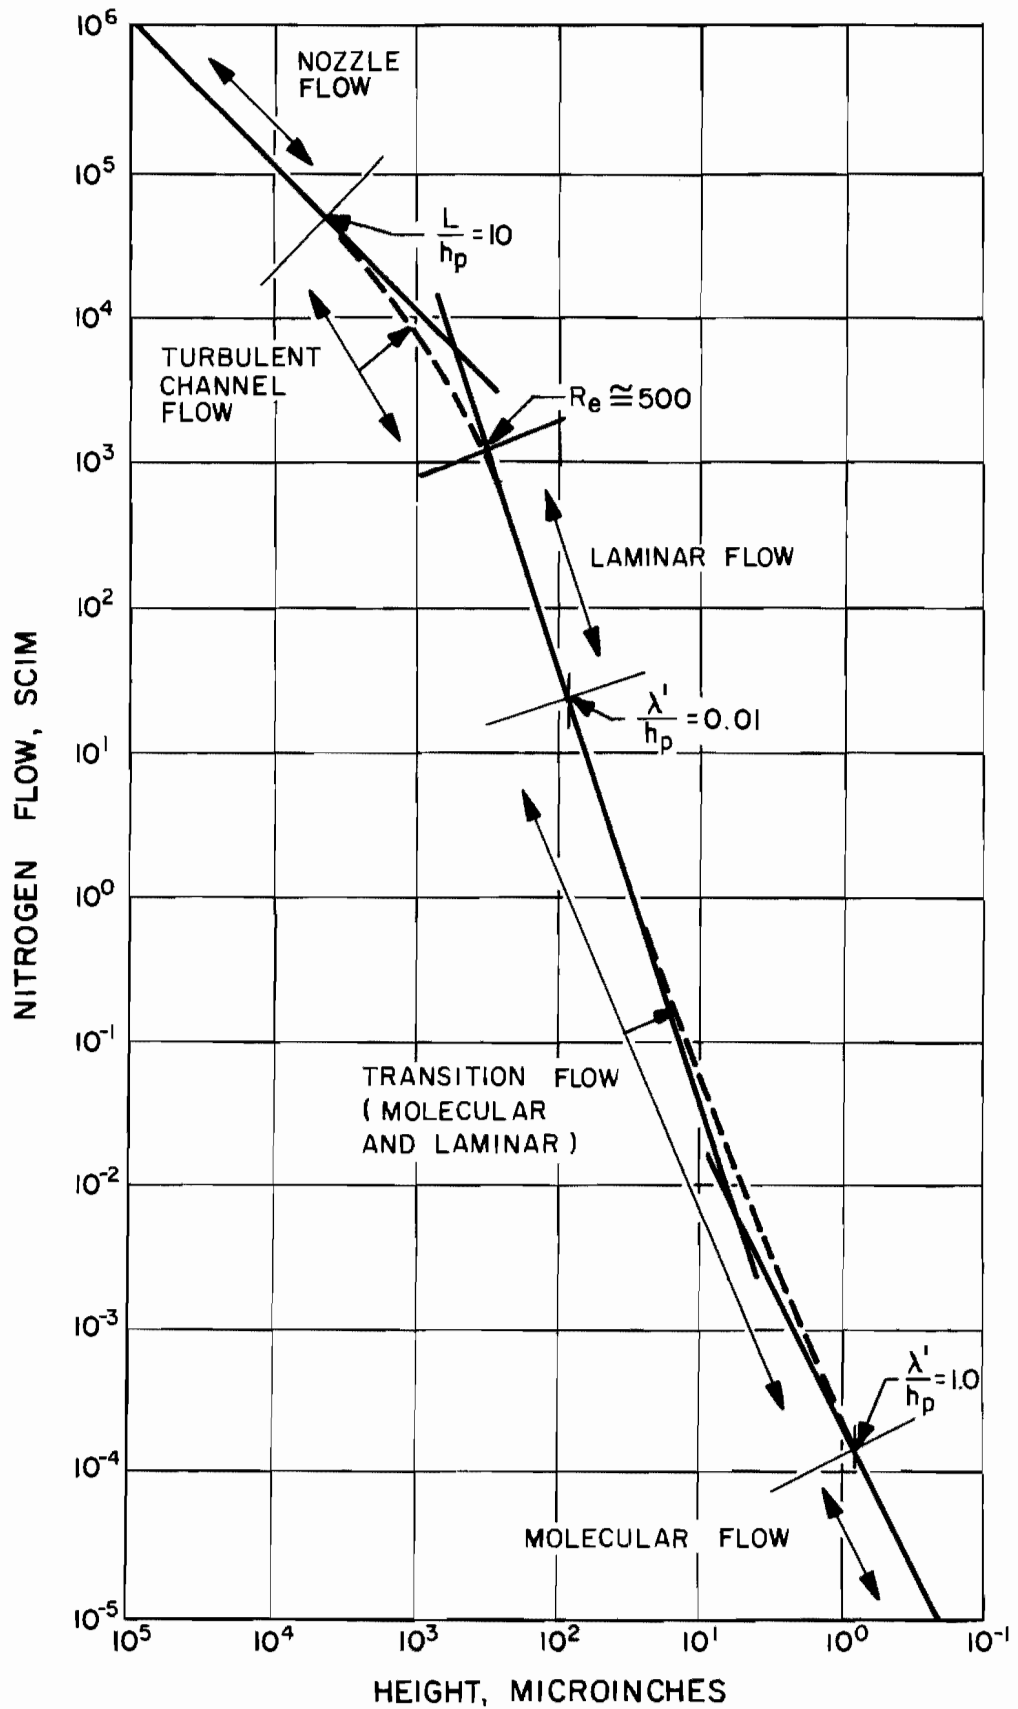 10⁶
NOZZLE
FLOW
10⁵
L/hp = 10
10⁴
TURBULENT
CHANNEL
FLOW
Re ≅ 500
10³
LAMINAR FLOW
10²
λ'/hp = 0.01
10¹
10⁰
10⁻¹
TRANSITION FLOW
(MOLECULAR
AND LAMINAR)
10⁻²
10⁻³
λ'/hp = 1.0
10⁻⁴
MOLECULAR FLOW
10⁻⁵
NITROGEN FLOW, SCIM
10⁵ 10⁴ 10³ 10² 10¹ 10⁰ 10⁻¹
HEIGHT, MICROINCHES